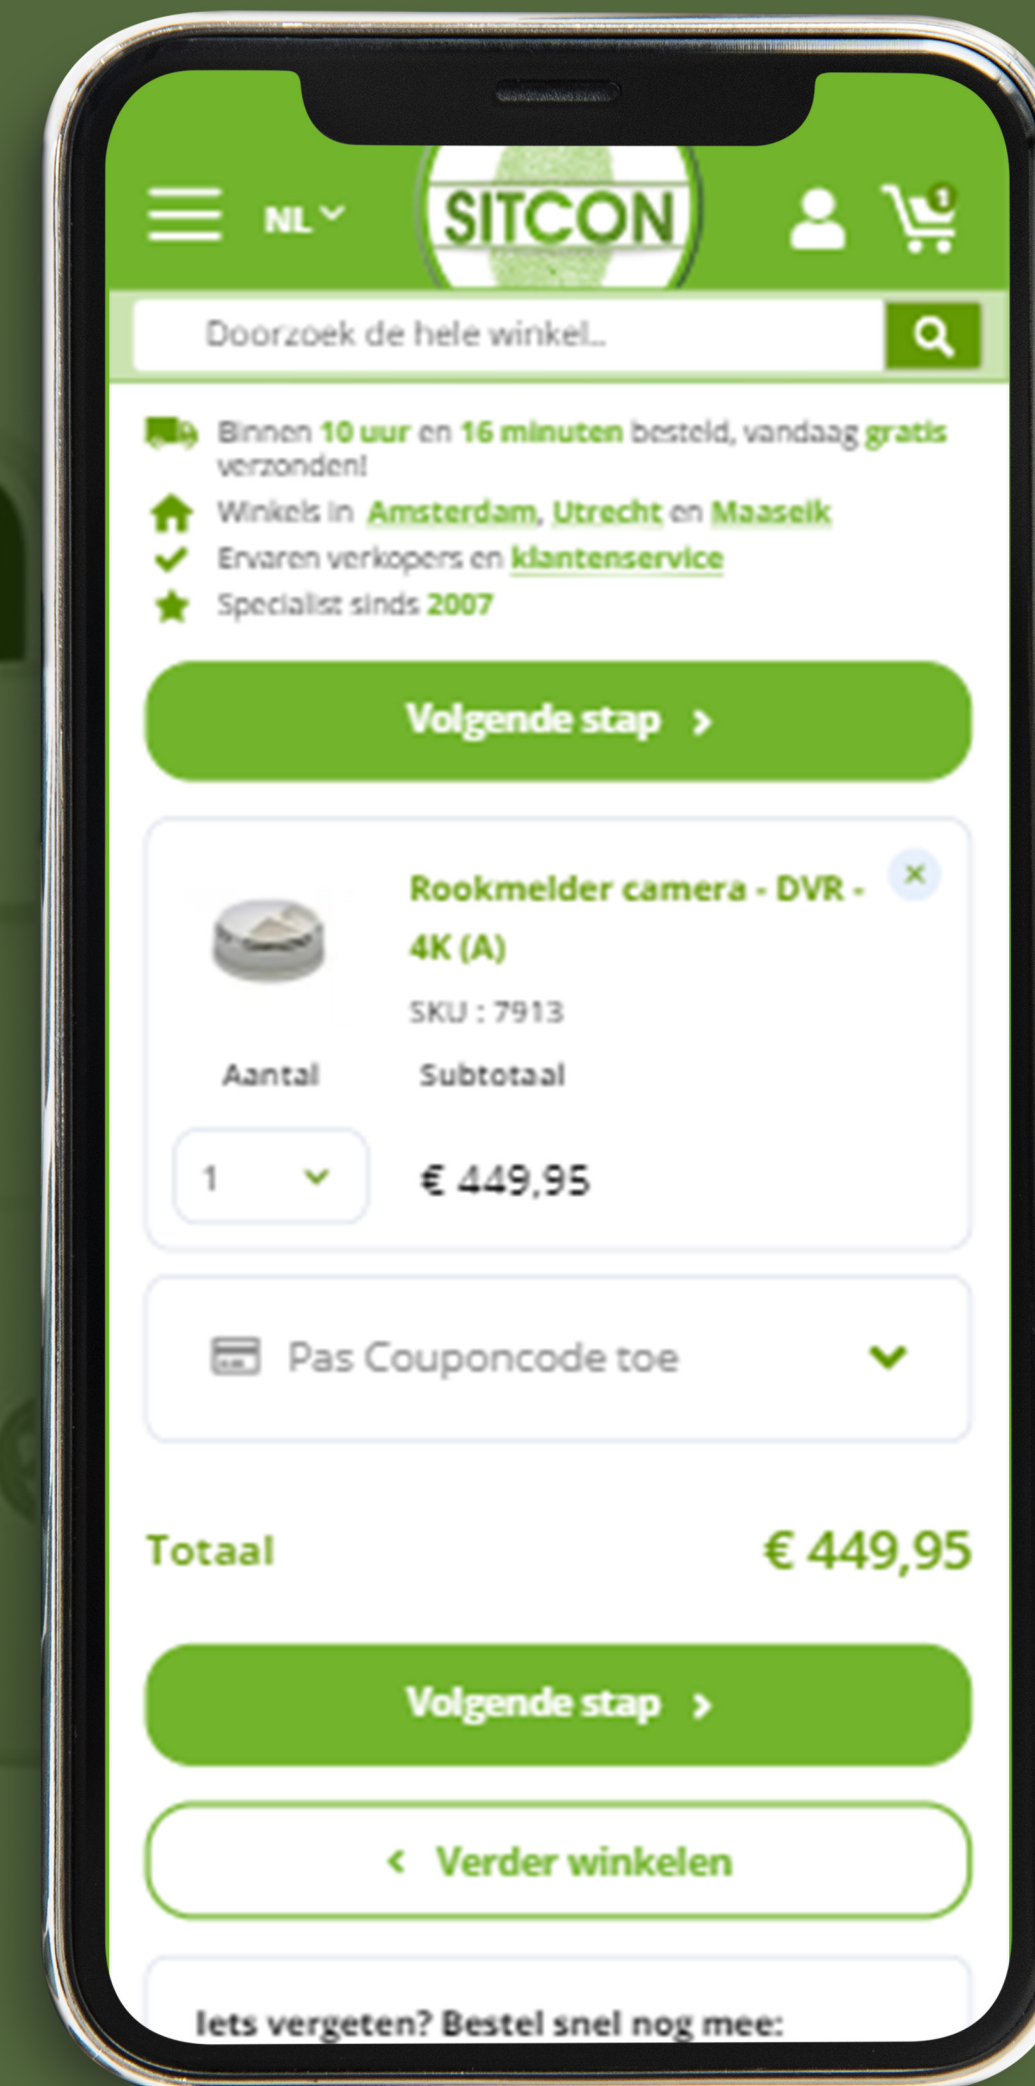 NL
SITCON
1
Doorzoek de hele winkel...
Binnen 10 uur en 16 minuten besteld, vandaag gratis
verzonden!
Winkels in Amsterdam, Utrecht en Maaseik
Ervaren verkopers en klantenservice
Specialist sinds 2007
Volgende stap
Rookmelder camera - DVR -
4K (A)
SKU : 7913
Aantal Subtotaal
1 € 449,95
Pas Couponcode toe
Totaal € 449,95
Volgende stap
Verder winkelen
Iets vergeten? Bestel snel nog mee: